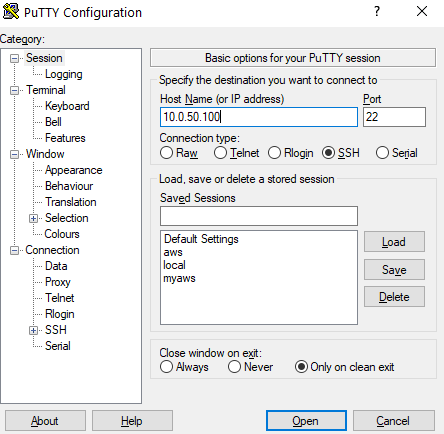 PuTTY Configuration
?
Category:
Session
Logging
Terminal
Keyboard
Bell
Features
Window
Appearance
Behaviour
Translation
Selection
Colours
Connection
Data
Proxy
Telnet
Rlogin
SSH
Serial
Basic options for your PuTTY session
Specify the destination you want to connect to
Host Name (or IP address) Port
10.0.50.100 22
Connection type:
Raw Telnet Rlogin SSH Serial
Load, save or delete a stored session
Saved Sessions
Default Settings
aws
local
myaws
Load
Save
Delete
Close window on exit:
Always Never Only on clean exit
About Help Open Cancel